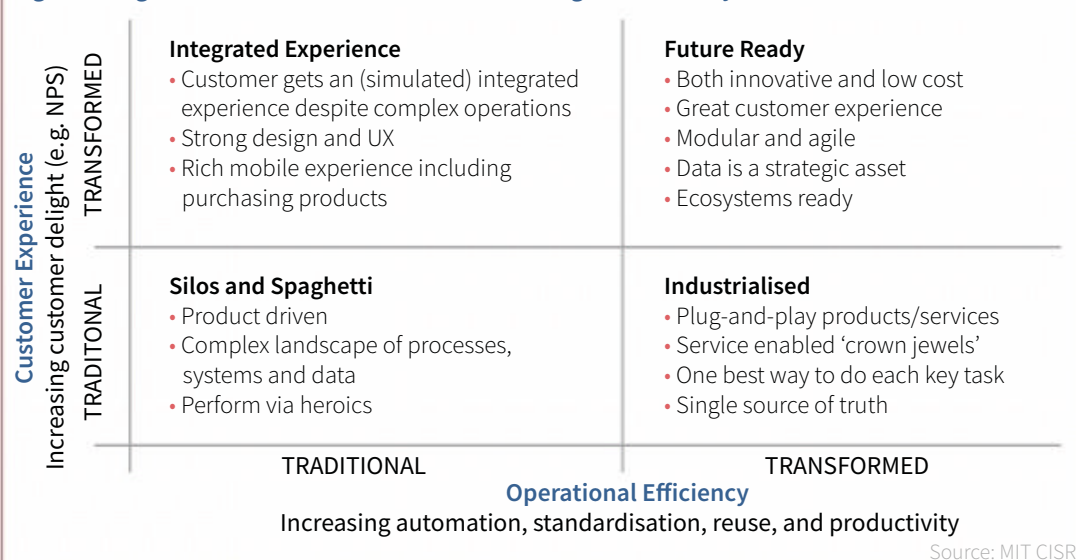 Integrated Experience
• Customer gets an (simulated) integrated
experience despite complex operations
• Strong design and UX
• Rich mobile experience including
purchasing products
Future Ready
• Both innovative and low cost
• Great customer experience
• Modular and agile
• Data is a strategic asset
• Ecosystems ready
Customer Experience
Increasing customer delight (e.g. NPS)
TRANSFORMED
TRADITONAL
Silos and Spaghetti
• Product driven
• Complex landscape of processes,
systems and data
• Perform via heroics
Industrialised
• Plug-and-play products/services
• Service enabled ‘crown jewels’
• One best way to do each key task
• Single source of truth
TRADITIONAL
TRANSFORMED
Operational Efficiency
Increasing automation, standardisation, reuse, and productivity
Source: MIT CISR